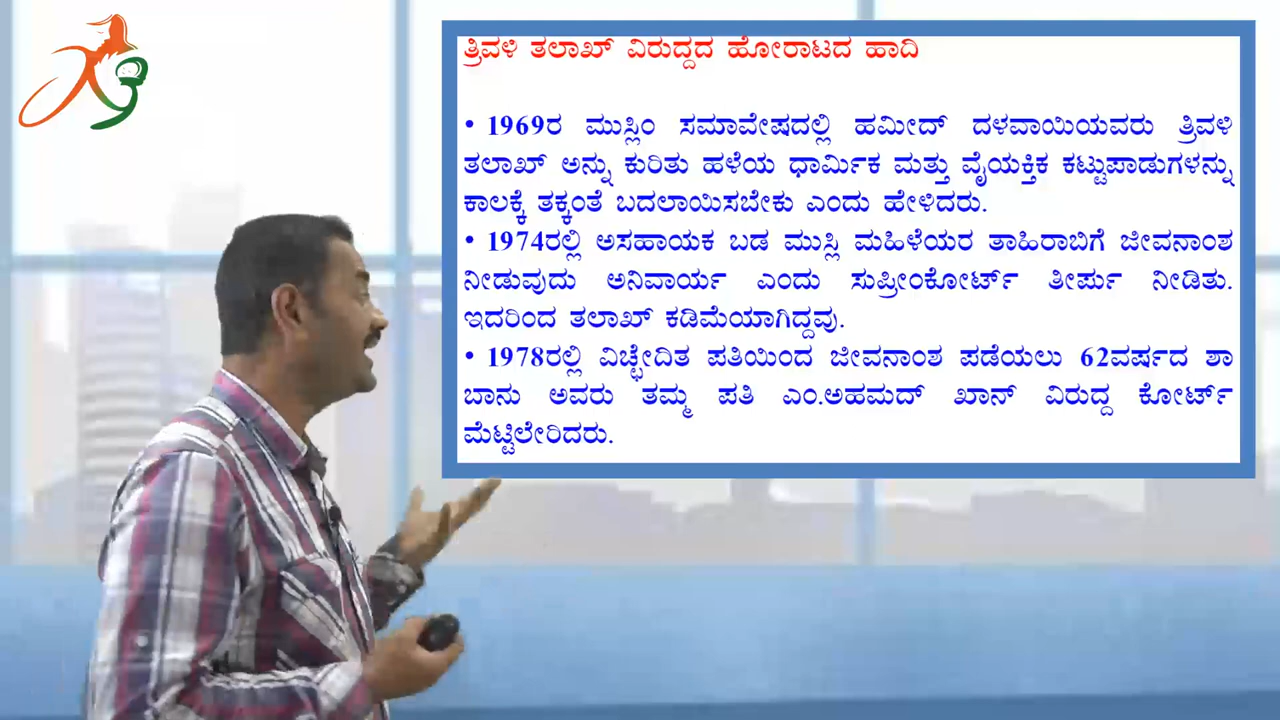 ತ್ರಿವಳಿ ತಲಾಖ್ ವಿರುದ್ದದ ಹೋರಾಟದ ಹಾದಿ
• 1969ರ ಮುಸ್ಲಿಂ ಸಮಾವೇಷದಲ್ಲಿ ಹಮೀದ್ ದಳವಾಯಿಯವರು ತ್ರಿವಳಿ
ತಲಾಖ್ ಅನ್ನು ಕುರಿತು ಹಳೆಯ ಧಾರ್ಮಿಕ ಮತ್ತು ವೈಯಕ್ತಿಕ ಕಟ್ಟುಪಾಡುಗಳನ್ನು
ಕಾಲಕ್ಕೆ ತಕ್ಕಂತೆ ಬದಲಾಯಿಸಬೇಕು ಎಂದು ಹೇಳಿದರು.
• 1974ರಲ್ಲಿ ಅಸಹಾಯಕ ಬಡ ಮುಸ್ಲಿ ಮಹಿಳೆಯರ ತಾಹಿರಾಬಿಗೆ ಜೀವನಾಂಶ
ನೀಡುವುದು ಅನಿವಾರ್ಯ ಎಂದು ಸುಪ್ರೀಂಕೋರ್ಟ್ ತೀರ್ಪು ನೀಡಿತು.
ಇದರಿಂದ ತಲಾಖ್ ಕಡಿಮೆಯಾಗಿದ್ದವು.
• 1978ರಲ್ಲಿ ವಿಚ್ಛೇದಿತ ಪತಿಯಿಂದ ಜೀವನಾಂಶ ಪಡೆಯಲು 62ವರ್ಷದ ಶಾ
ಬಾನು ಅವರು ತಮ್ಮ ಪತಿ ಎಂ.ಅಹಮದ್ ಖಾನ್ ವಿರುದ್ದ ಕೋರ್ಟ್
ಮೆಟ್ಟಿಲೇರಿದರು.